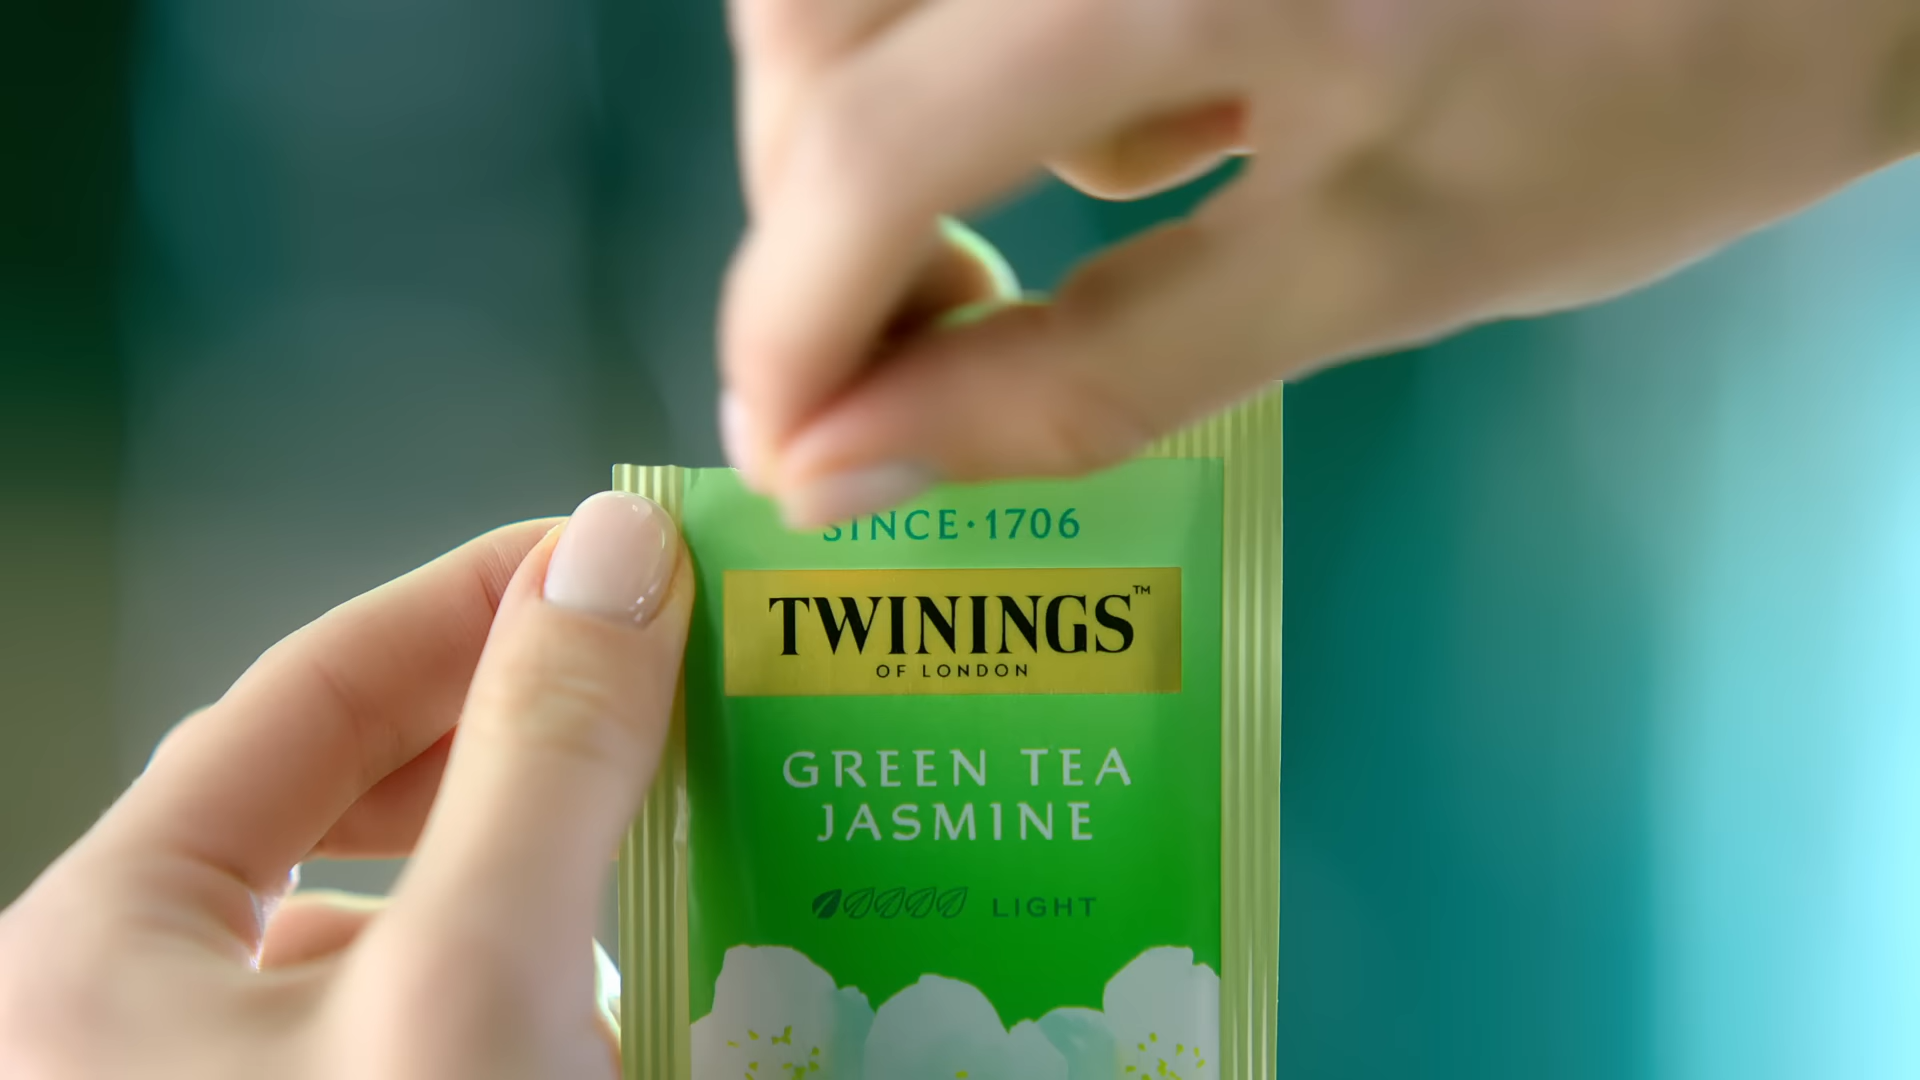 SINCE·1706
TWININGS™
OF LONDON
GREEN TEA
JASMINE
LIGHT